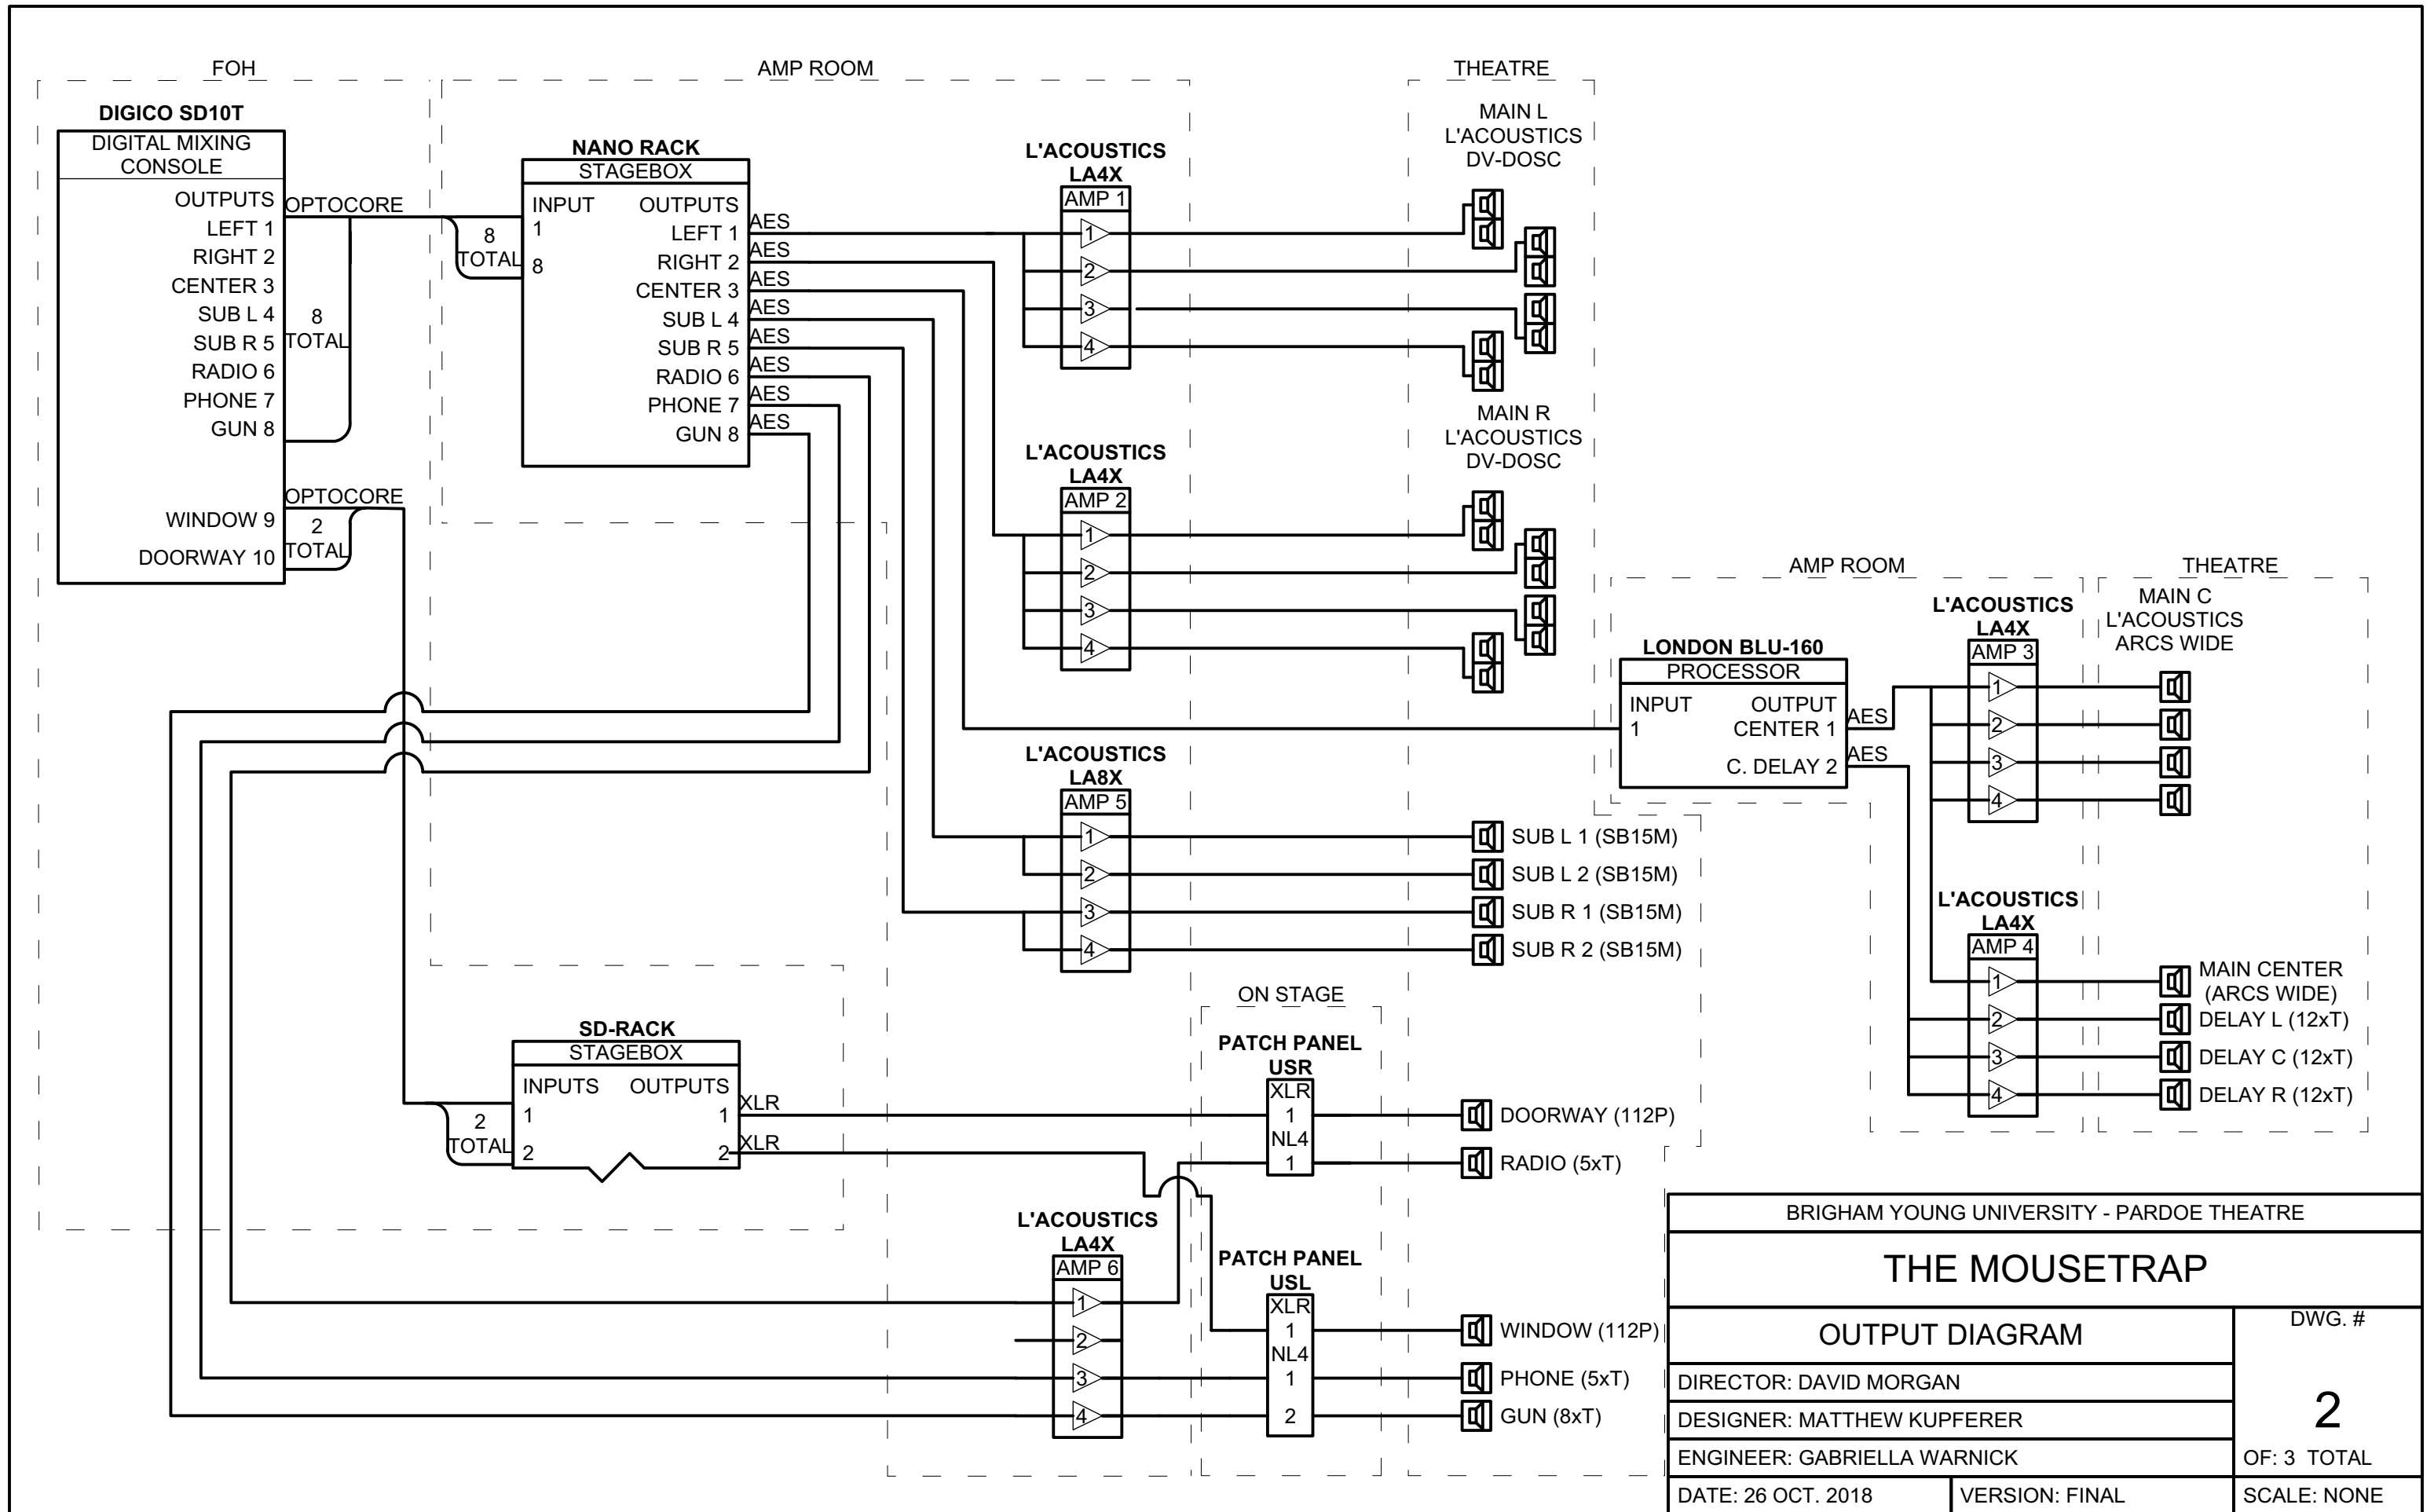 FOH
DIGICO SD10T
DIGITAL MIXING
CONSOLE
OUTPUTS
LEFT 1
RIGHT 2
CENTER 3
SUB L 4
SUB R 5
RADIO 6
PHONE 7
GUN 8
WINDOW 9
DOORWAY 10
OPTOCORE
8
TOTAL
OPTOCORE
2
TOTAL
AMP ROOM
NANO RACK
STAGEBOX
8
TOTAL
INPUT
1
8
OUTPUTS
LEFT 1
RIGHT 2
CENTER 3
SUB L 4
SUB R 5
RADIO 6
PHONE 7
GUN 8
AES
AES
AES
AES
AES
AES
AES
AES
L'ACOUSTICS
LA4X
AMP 1
1
2
3
4
L'ACOUSTICS
LA4X
AMP 2
1
2
3
4
L'ACOUSTICS
LA8X
AMP 5
1
2
3
4
THEATRE
MAIN L
L'ACOUSTICS
DV-DOSC
MAIN R
L'ACOUSTICS
DV-DOSC
SUB L 1 (SB15M)
SUB L 2 (SB15M)
SUB R 1 (SB15M)
SUB R 2 (SB15M)
AMP ROOM
LONDON BLU-160
PROCESSOR
INPUT
1
OUTPUT
CENTER 1
C. DELAY 2
AES
AES
L'ACOUSTICS
LA4X
AMP 3
1
2
3
4
L'ACOUSTICS
LA4X
AMP 4
1
2
3
4
THEATRE
MAIN C
L'ACOUSTICS
ARCS WIDE
MAIN CENTER
(ARCS WIDE)
DELAY L (12xT)
DELAY C (12xT)
DELAY R (12xT)
SD-RACK
STAGEBOX
2
TOTAL
INPUTS
1
2
OUTPUTS
1
2
XLR
XLR
L'ACOUSTICS
LA4X
AMP 6
1
2
3
4
ON STAGE
PATCH PANEL
USR
XLR
1
NL4
1
PATCH PANEL
USL
XLR
1
NL4
1
2
DOORWAY (112P)
RADIO (5xT)
WINDOW (112P)
PHONE (5xT)
GUN (8xT)
BRIGHAM YOUNG UNIVERSITY - PARDOE THEATRE
THE MOUSETRAP
OUTPUT DIAGRAM
DIRECTOR: DAVID MORGAN
DESIGNER: MATTHEW KUPFERER
ENGINEER: GABRIELLA WARNICK
DATE: 26 OCT. 2018
VERSION: FINAL
DWG. #
2
OF: 3 TOTAL
SCALE: NONE